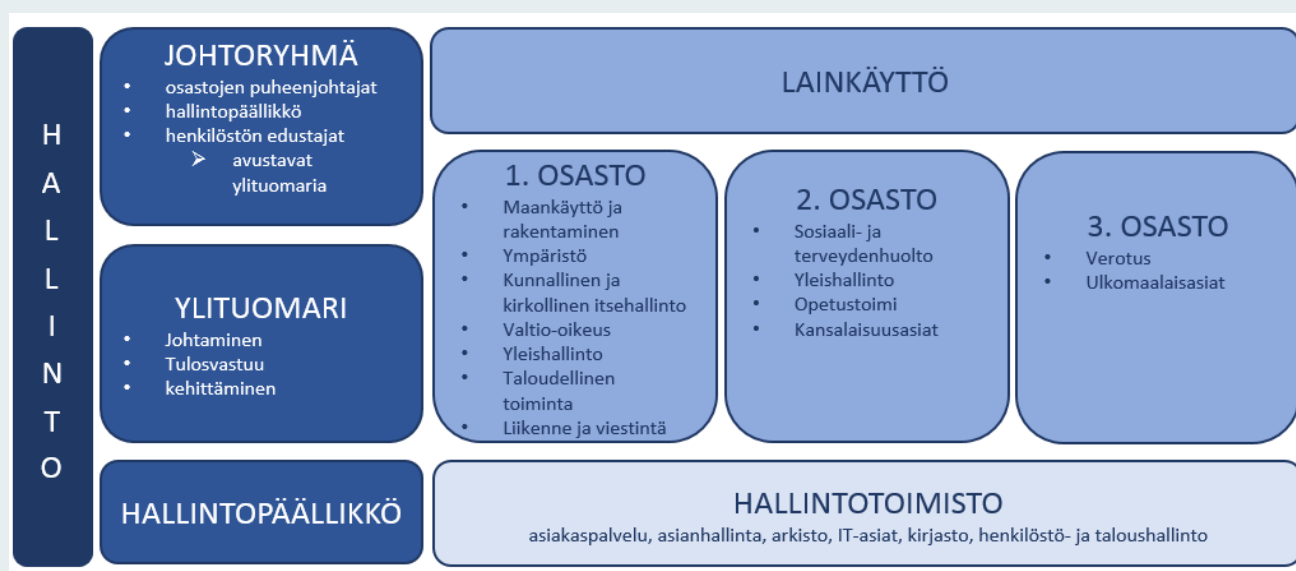 HALLINTO
JOHTORYHMÄ
• osastojen puheenjohtajat
• hallintopäällikkö
• henkilöstön edustajat
➢ avustavat
ylituomaria
YLITUOMARI
• Johtaminen
• Tulosvastuu
• kehittäminen
HALLINTOPÄÄLLIKKÖ
LAINKÄYTTÖ
1. OSASTO
• Maankäyttö ja
rakentaminen
• Ympäristö
• Kunnallinen ja
kirkollinen itsehallinto
• Valtio-oikeus
• Yleishallinto
• Taloudellinen
toiminta
• Liikenne ja viestintä
2. OSASTO
• Sosiaali- ja
terveydenhuolto
• Yleishallinto
• Opetustoimi
• Kansalaisuusasiat
3. OSASTO
• Verotus
• Ulkomaalaisasiat
HALLINTOTOIMISTO
asiakaspalvelu, asianhallinta, arkisto, IT-asiat, kirjasto, henkilöstö- ja taloushallinto